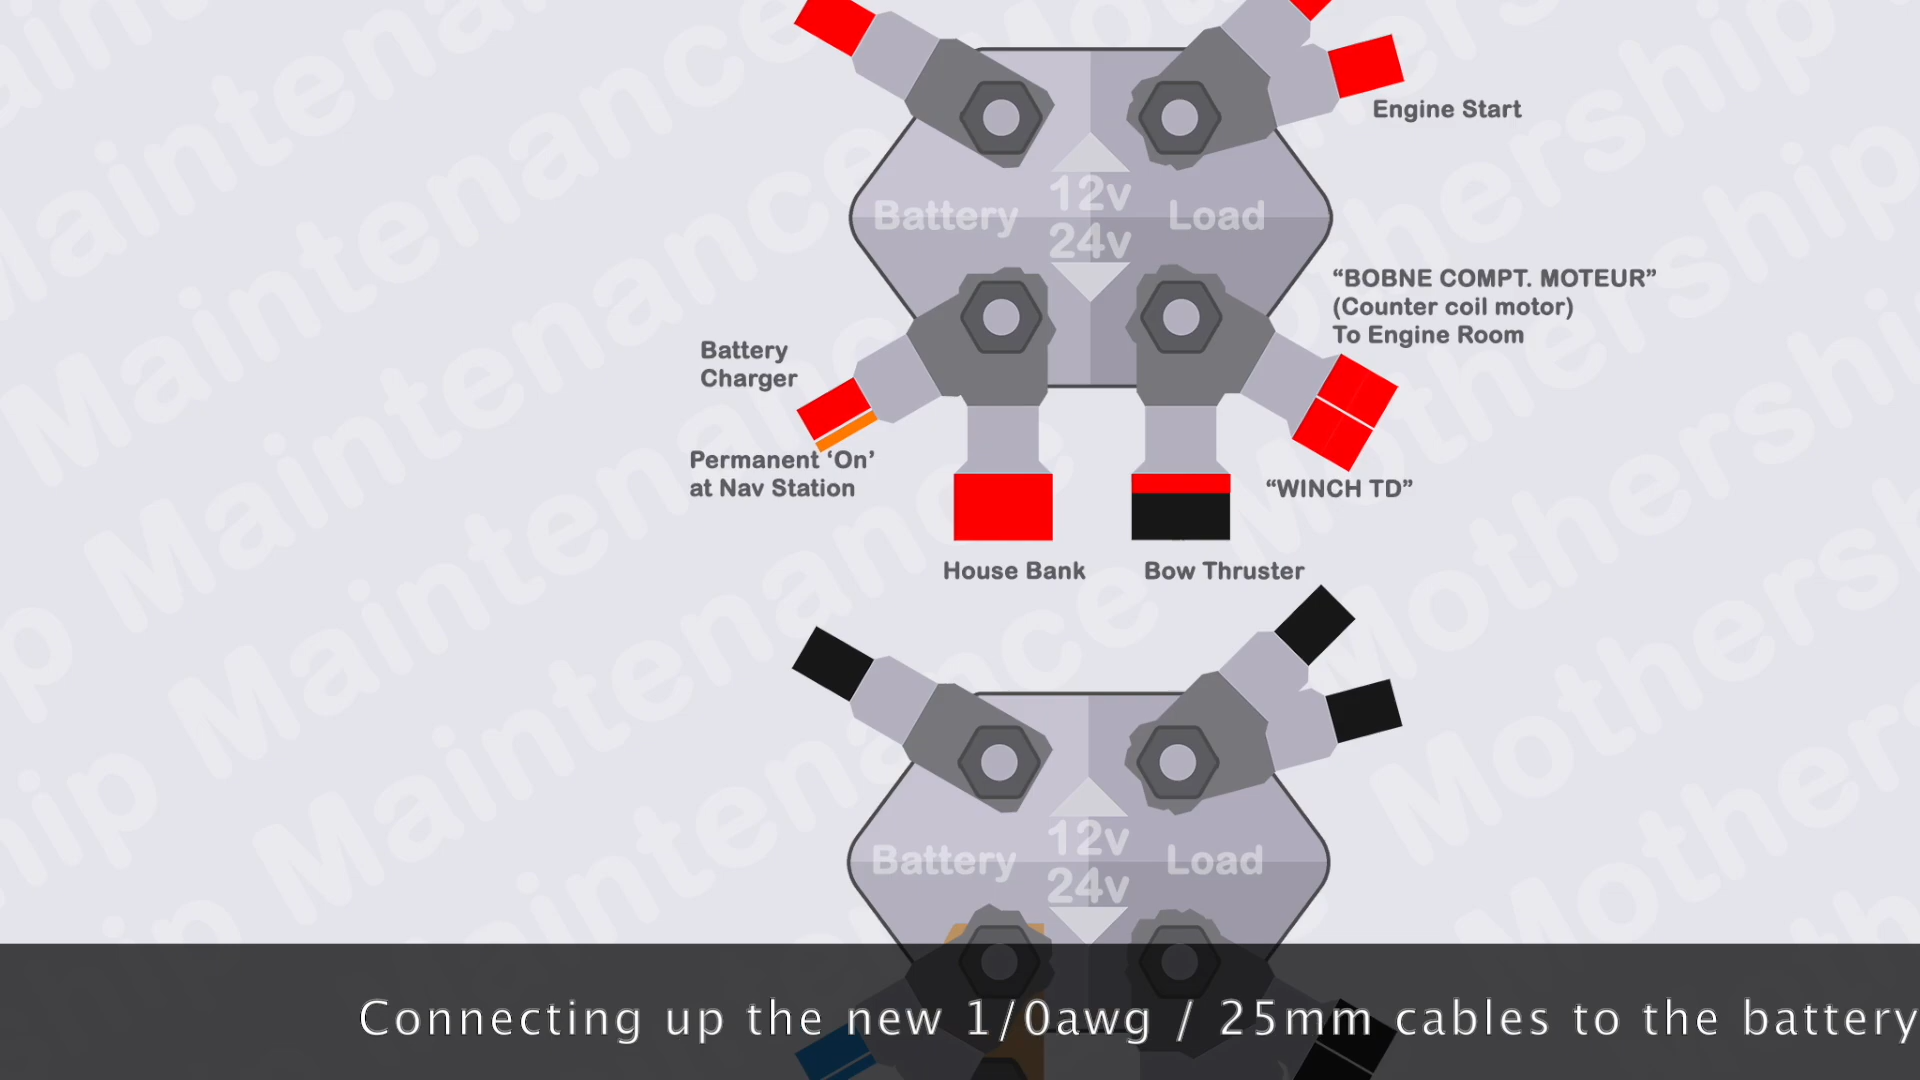 Engine Start
12v
Battery
Load
24v
“BOBNE COMPT. MOTEUR”
(Counter coil motor)
To Engine Room
Battery
Charger
Permanent ‘On’
at Nav Station
“WINCH TD”
House Bank
Bow Thruster
12v
Battery
Load
24v
Connecting up the new 1/0awg / 25mm cables to the battery
Mothership Maintenance